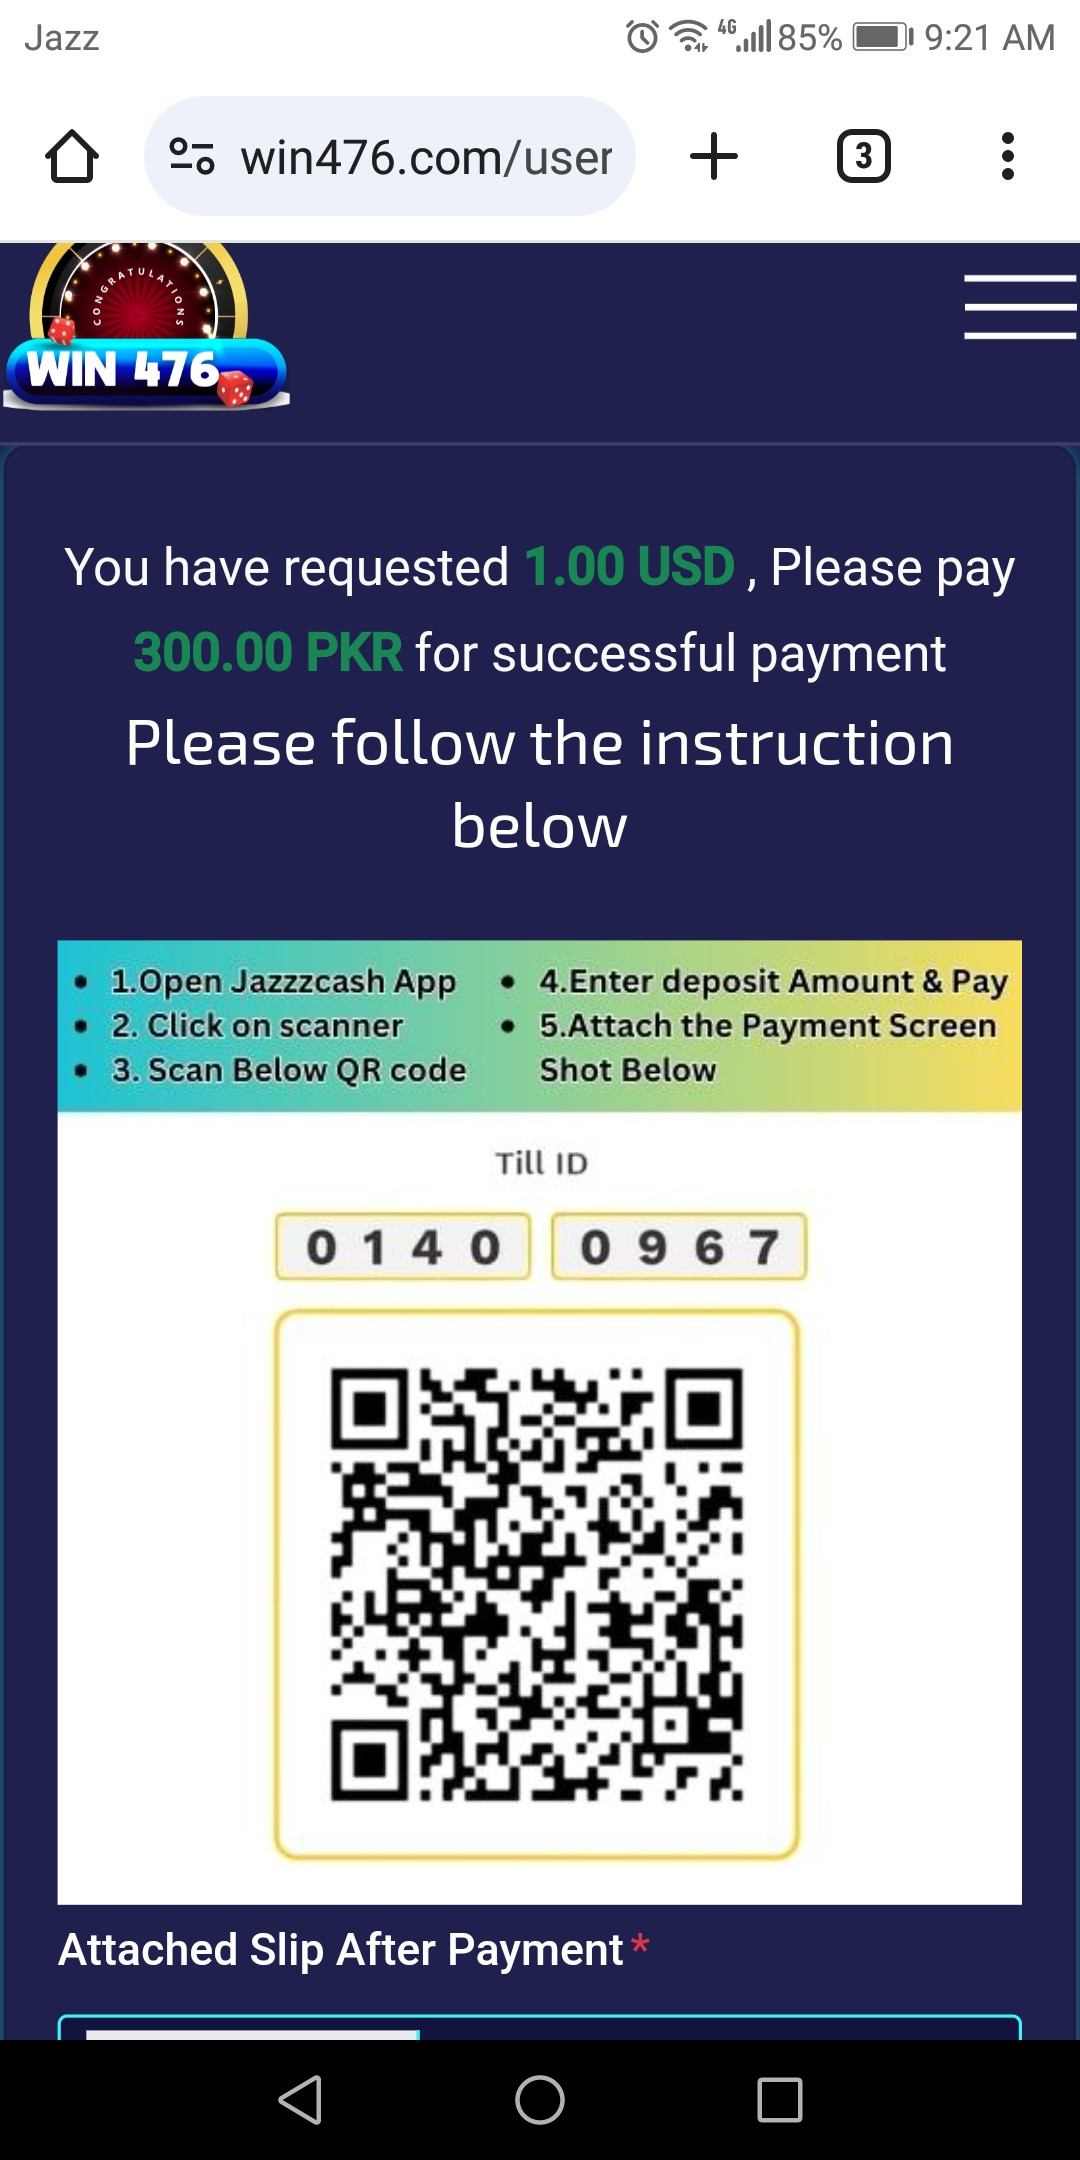 Jazz
4G 85% 9:21 AM
win476.com/user
3
CONGRATULATIONS
WIN 476
You have requested 1.00 USD , Please pay
300.00 PKR for successful payment
Please follow the instruction
below
• 1.Open Jazzzcash App
• 2. Click on scanner
• 3. Scan Below QR code
• 4.Enter deposit Amount & Pay
• 5.Attach the Payment Screen
Shot Below
Till ID
0 1 4 0 0 9 6 7
Attached Slip After Payment *